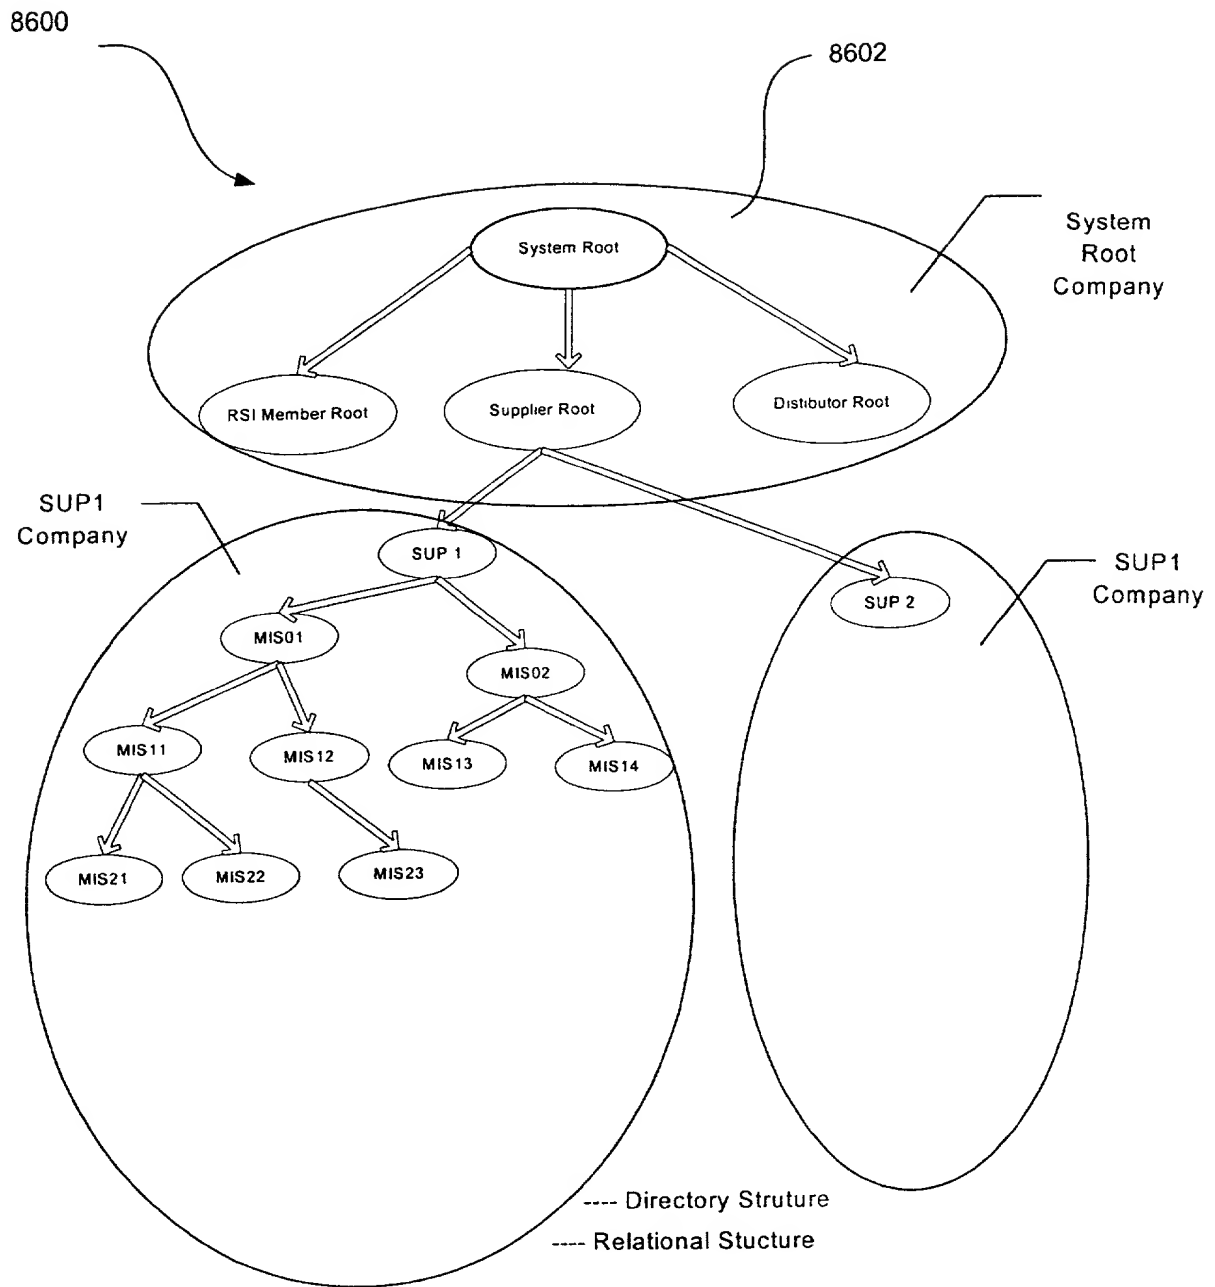 8600
8602
System Root
System
Root
Company
RSI Member Root
Supplier Root
Distibutor Root
SUP1
Company
SUP 1
SUP1
Company
SUP 2
MIS01
MIS02
MIS11
MIS12
MIS13
MIS14
MIS21
MIS22
MIS23
---- Directory Struture
---- Relational Stucture